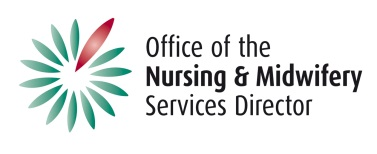 Office of the
Nursing & Midwifery
Services Director